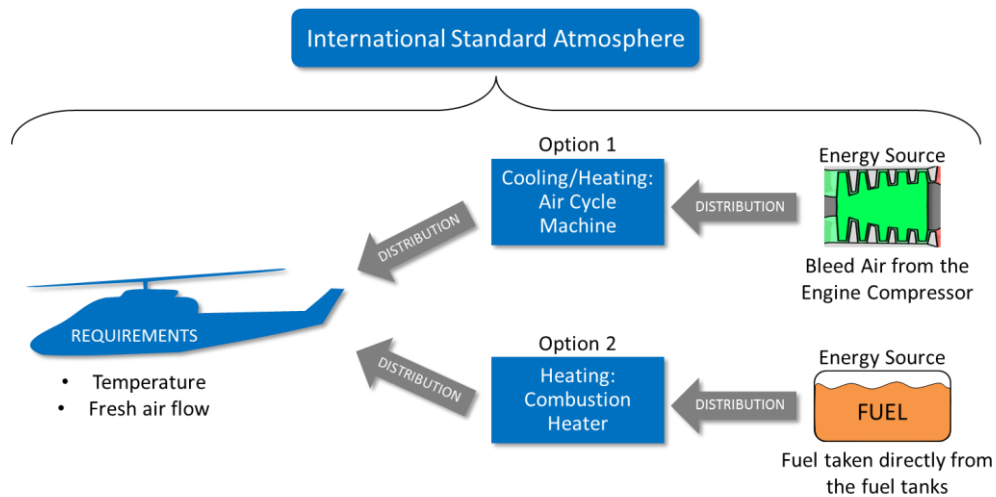 International Standard Atmosphere
Option 1
Cooling/Heating:
Air Cycle
Machine
DISTRIBUTION
Energy Source
Bleed Air from the
Engine Compressor
DISTRIBUTION
REQUIREMENTS
• Temperature
• Fresh air flow
DISTRIBUTION
Option 2
Heating:
Combustion
Heater
DISTRIBUTION
Energy Source
FUEL
Fuel taken directly from
the fuel tanks